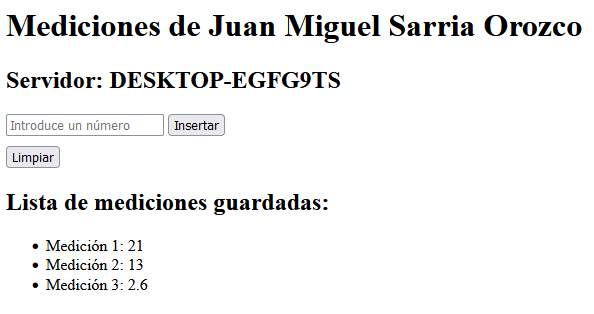 Mediciones de Juan Miguel Sarria Orozco
Servidor: DESKTOP-EGFG9TS
Introduce un número Insertar
Limpiar
Lista de mediciones guardadas:
Medición 1: 21
Medición 2: 13
Medición 3: 2.6